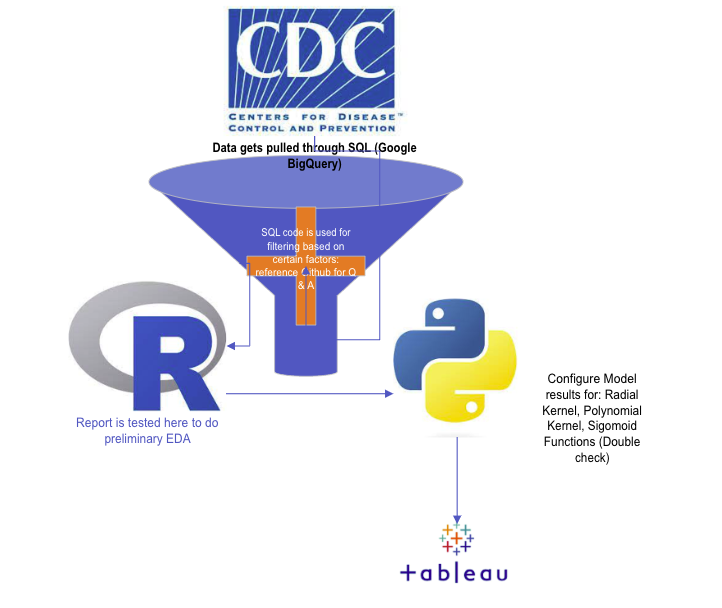 CDC
CENTERS FOR DISEASE™
CONTROL AND PREVENTION
Data gets pulled through SQL (Google
BigQuery)
SQL code is used for
filtering based on
certain factors:
reference Github for Q
& A
R
Report is tested here to do
preliminary EDA
Configure Model
results for: Radial
Kernel, Polynomial
Kernel, Sigomoid
Functions (Double
check)
+ableau